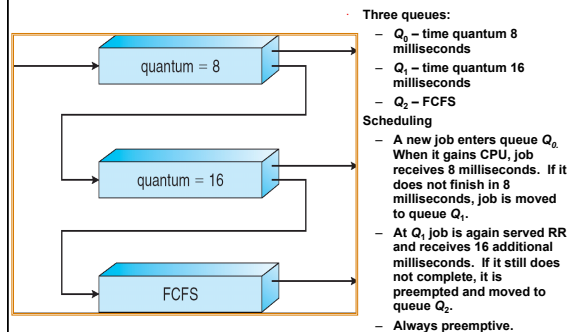 quantum = 8
quantum = 16
FCFS
Three queues:
– Q0 – time quantum 8
milliseconds
– Q1 – time quantum 16
milliseconds
– Q2 – FCFS
Scheduling
– A new job enters queue Q0.
When it gains CPU, job
receives 8 milliseconds. If it
does not finish in 8
milliseconds, job is moved
to queue Q1.
– At Q1 job is again served RR
and receives 16 additional
milliseconds. If it still does
not complete, it is
preempted and moved to
queue Q2.
– Always preemptive.